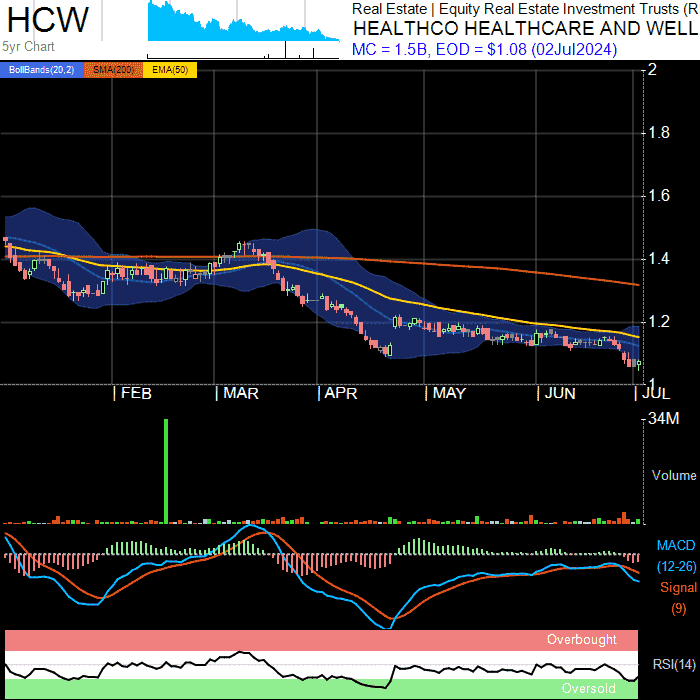 HCW
5yr Chart
Real Estate | Equity Real Estate Investment Trusts (R
HEALTHCO HEALTHCARE AND WELL
MC = 1.5B, EOD = $1.08 (02Jul2024)
BollBands(20,2) SMA(200) EMA(50)
2
1.8
1.6
1.4
1.2
1
FEB MAR APR MAY JUN JUL
34M
Volume
MACD
(12-26)
Signal
(9)
Overbought
RSI(14)
Oversold